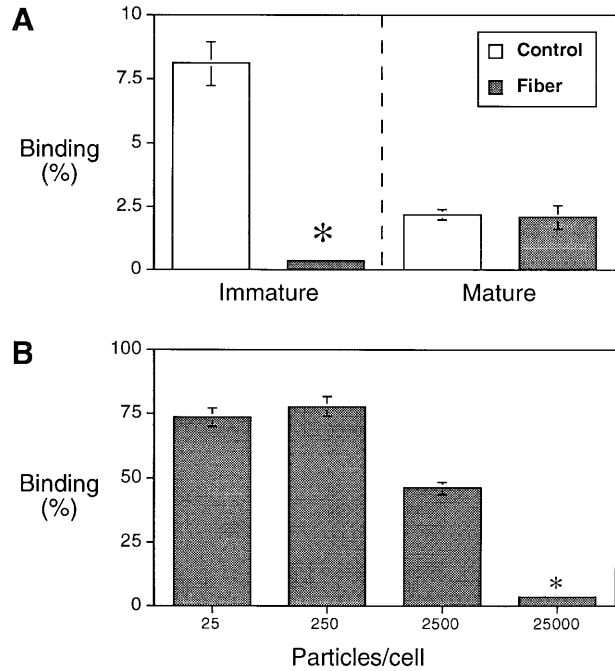 A
10
Control
Fiber
7.5
5
Binding
(%)
2.5
*
0
Immature
Mature
B
100
75
Binding
(%)
50
25
*
0
25
250
2500
25000
Particles/cell